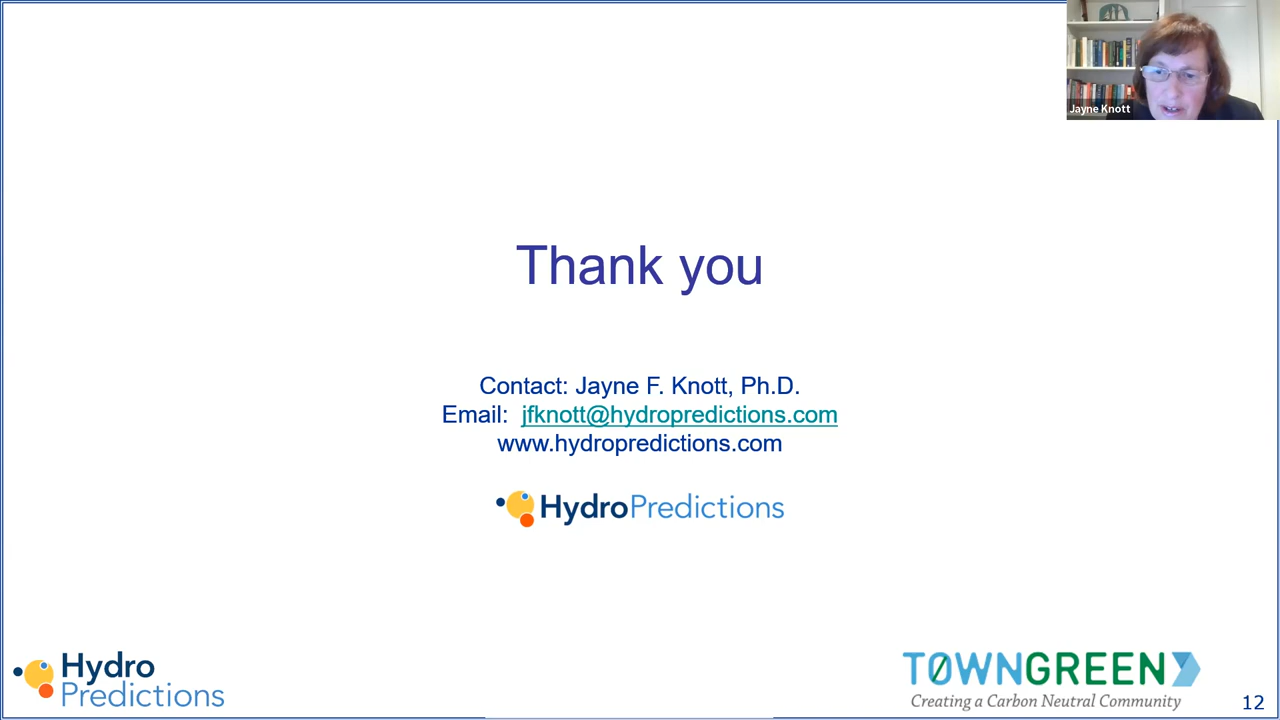 Jayne Knott
Thank you
Contact: Jayne F. Knott, Ph.D.
Email: jfknott@hydropredictions.com
www.hydropredictions.com
HydroPredictions
Hydro
Predictions
TOWNGREEN
Creating a Carbon Neutral Community
12